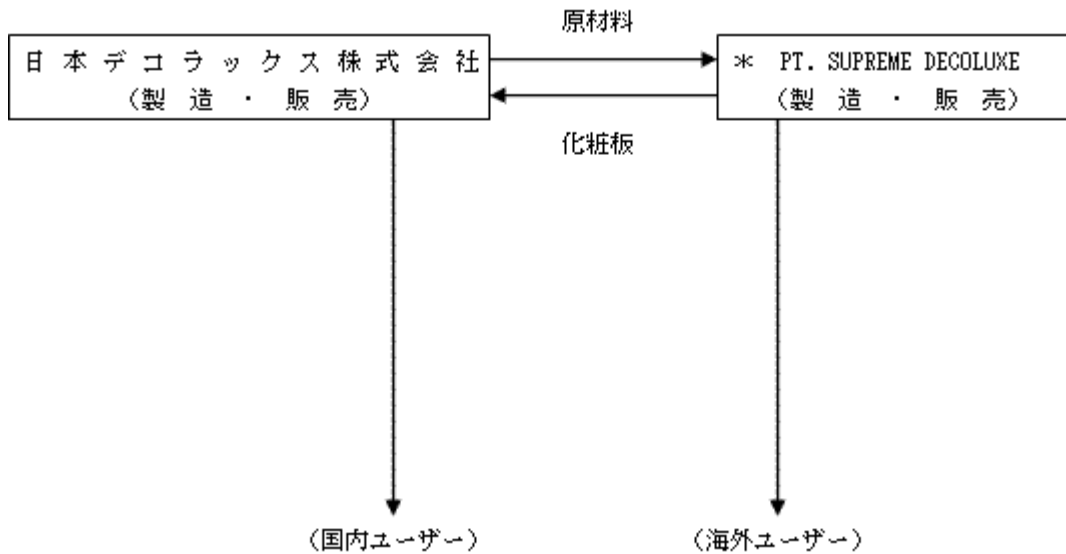 原材料
日本デコラックス株式会社
(製造・販売)
* PT. SUPREME DECOLUXE
(製造・販売)
化粧板
(国内ユーザー)
(海外ユーザー)